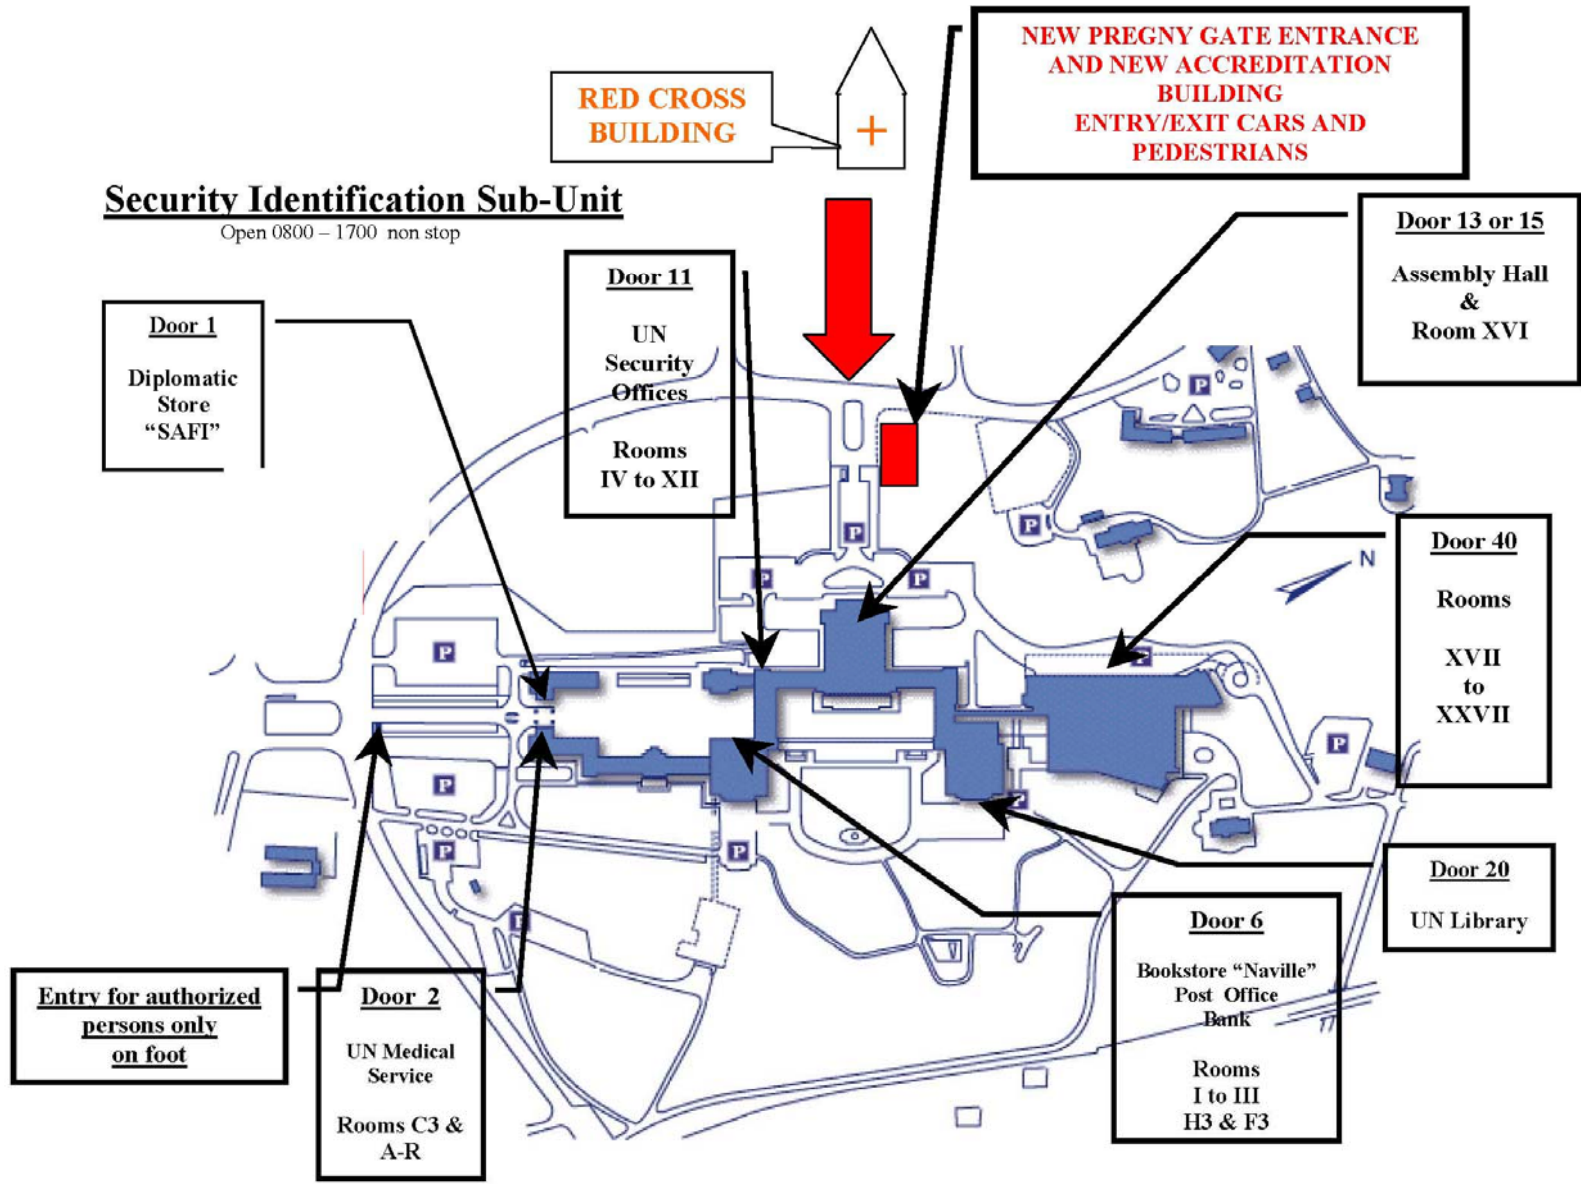 NEW PREGNY GATE ENTRANCE
AND NEW ACCREDITATION
BUILDING
ENTRY/EXIT CARS AND
PEDESTRIANS
RED CROSS
BUILDING
Security Identification Sub-Unit
Open 0800 – 1700 non stop
Door 13 or 15
Assembly Hall
&
Room XVI
Door 11
UN
Security
Offices
Rooms
IV to XII
Door 1
Diplomatic
Store
“SAFI”
Door 40
Rooms
XVII
to
XXVII
N
P
P
P
P
P
P
P
P
P
P
P
P
P
Door 20
UN Library
Door 6
Bookstore “Naville”
Post Office
Bank
Rooms
I to III
H3 & F3
Entry for authorized
persons only
on foot
Door 2
UN Medical
Service
Rooms C3 &
A-R